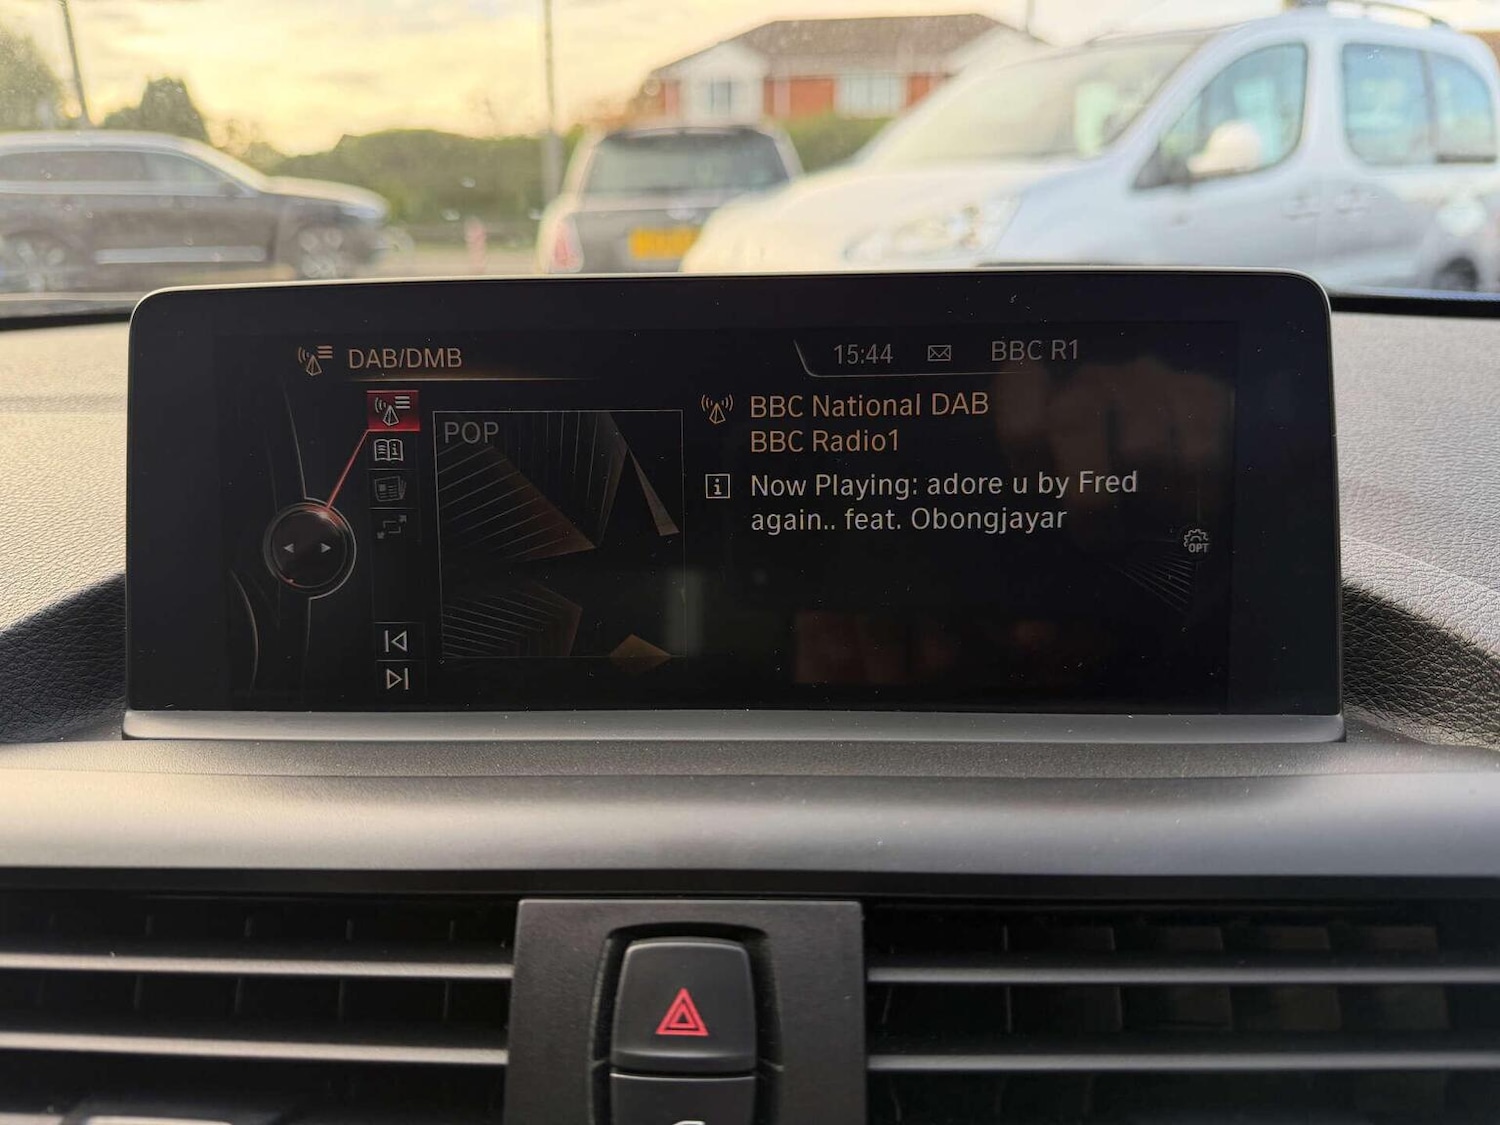 DAB/DMB
15:44 BBC R1
POP
BBC National DAB
BBC Radio1
Now Playing: adore u by Fred
again.. feat. Obongjayar
OPT